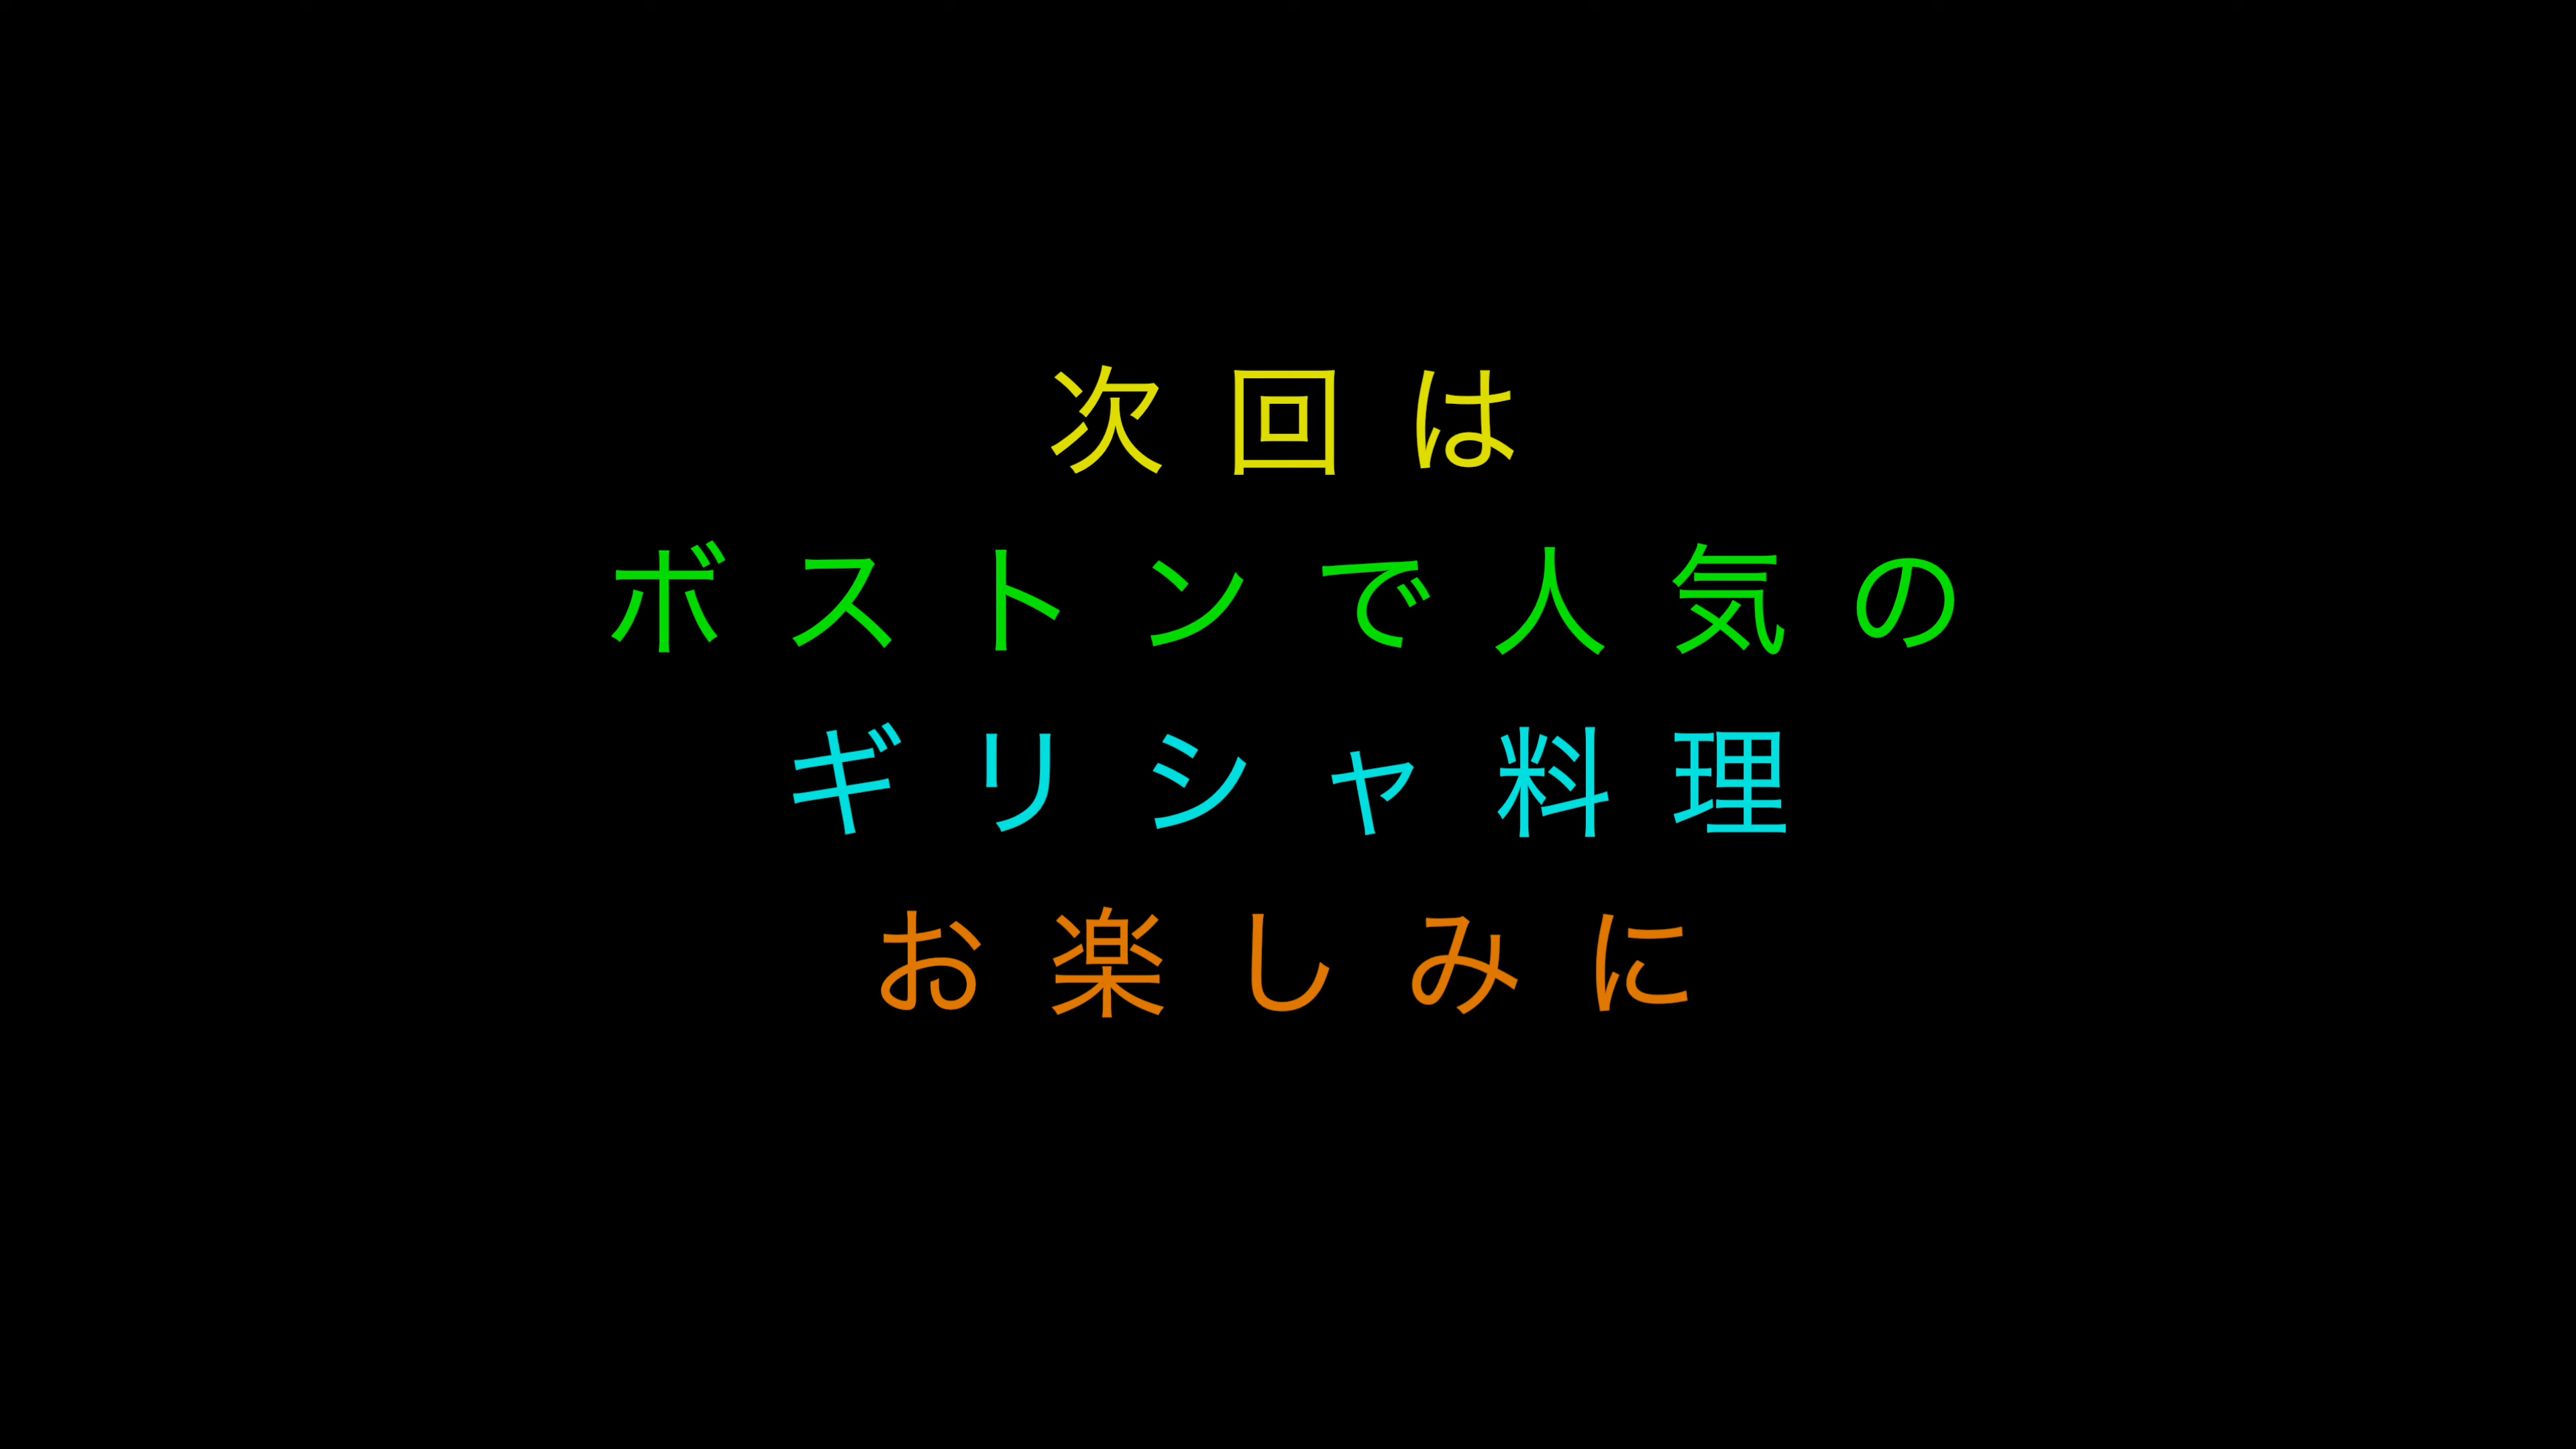 次回は
ボストンで人気の
ギリシャ料理
お楽しみに